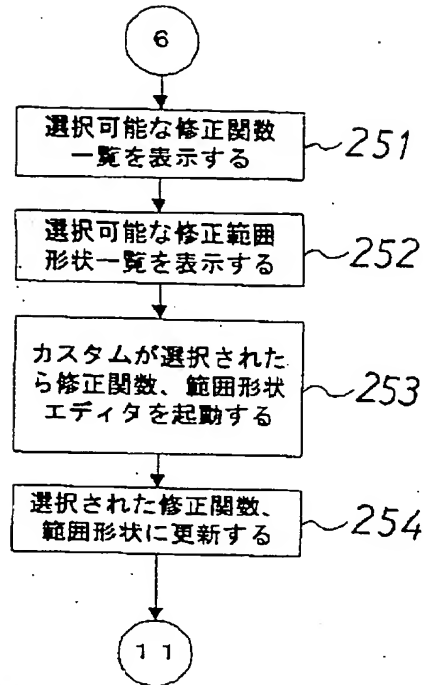 6
選択可能な修正関数
一覧を表示する
251
選択可能な修正範囲
形状一覧を表示する
252
カスタムが選択された
ら修正関数、範囲形状
エディタを起動する
253
選択された修正関数、
範囲形状に更新する
254
11